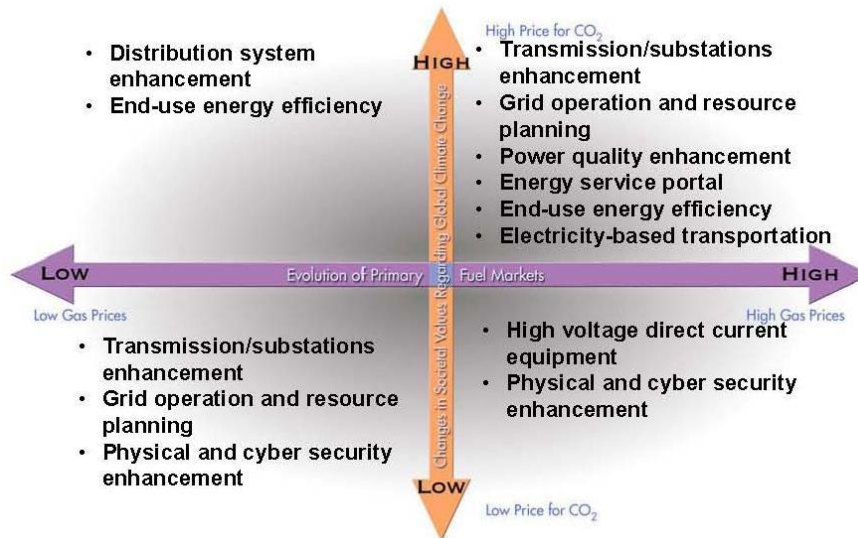 High Price for CO₂
HIGH
• Distribution system
enhancement
• End-use energy efficiency
• Transmission/substations
enhancement
• Grid operation and resource
planning
• Power quality enhancement
• Energy service portal
• End-use energy efficiency
• Electricity-based transportation
Changes in Societal Values Regarding Global Climate Change
LOW
Evolution of Primary Fuel Markets
HIGH
Low Gas Prices
High Gas Prices
• Transmission/substations
enhancement
• Grid operation and resource
planning
• Physical and cyber security
enhancement
• High voltage direct current
equipment
• Physical and cyber security
enhancement
LOW
Low Price for CO₂